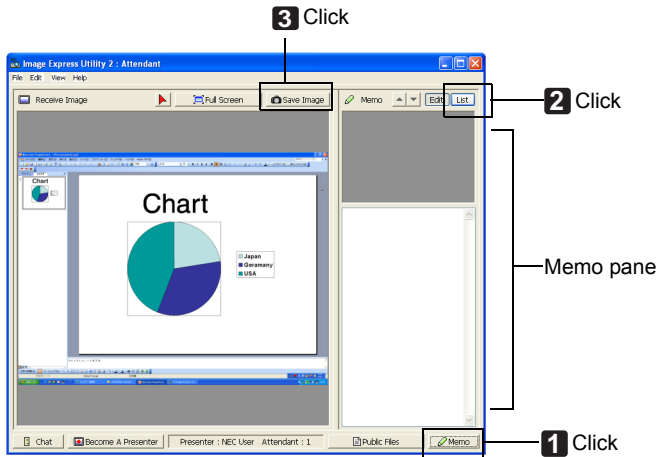 3 Click
Image Express Utility 2 : Attendant
File Edit View Help
Receive Image
Full Screen
Save Image
Memo
Edit
List
2 Click
Chart
Chart
Japan
Geramany
USA
Memo pane
Chat
Become A Presenter
Presenter : NEC User Attendant : 1
Public Files
Memo
1 Click